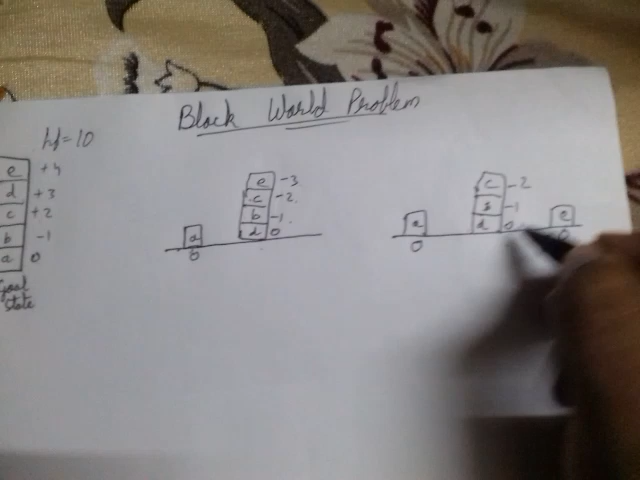 Block World Problem
hf=10
e +4
d +3
c +2
b -1
a 0
Goal
state
e -3
c -2
b -1
d 0
a
0
c -2
b -1
d 0
a
0
e
0